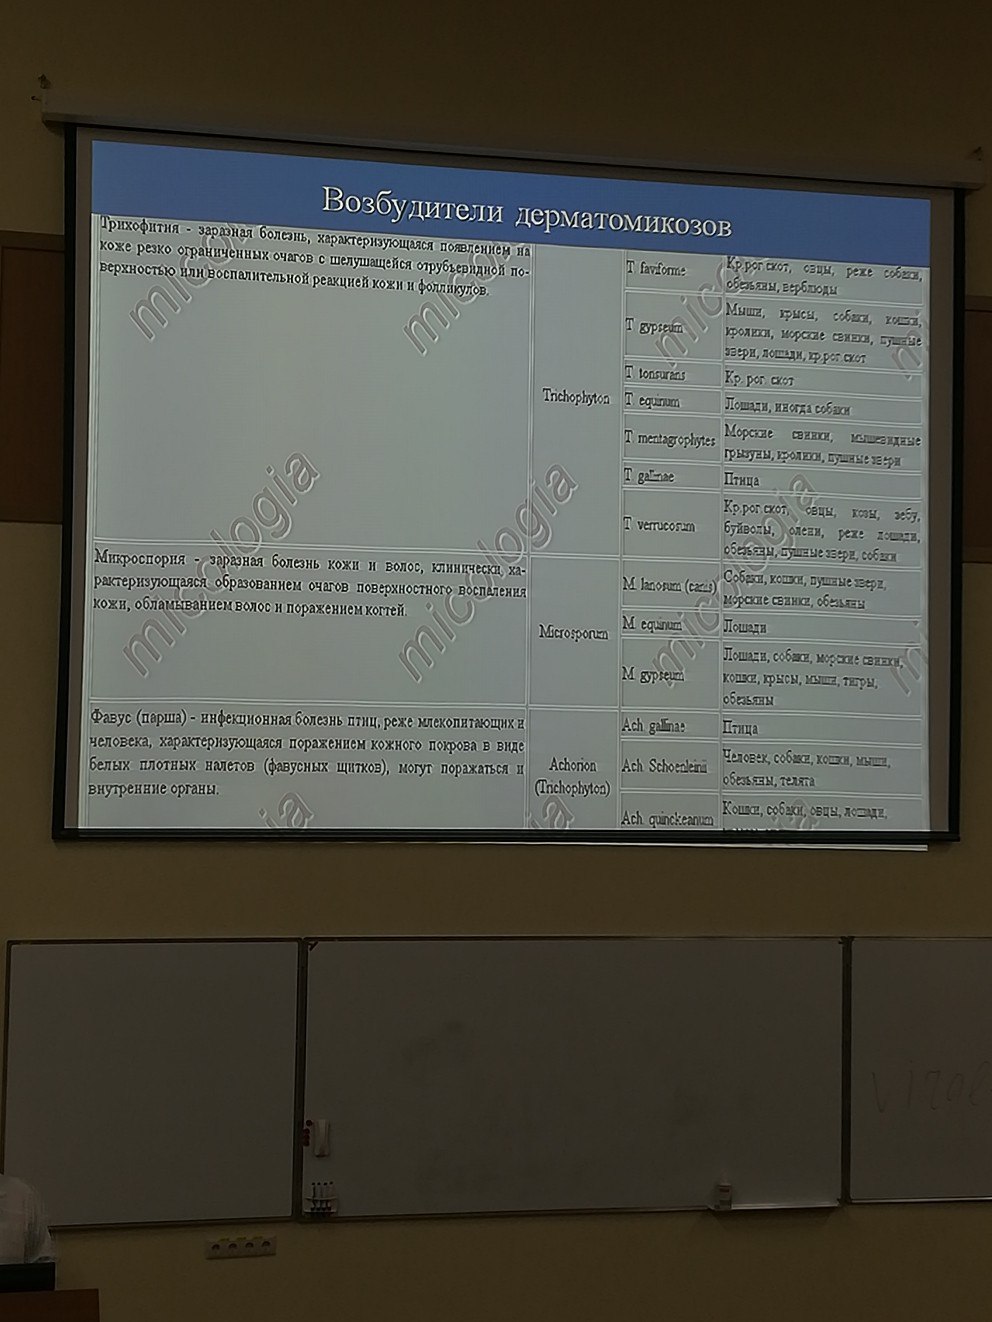 Возбудители дерматомикозов
Трихофития - заразная болезнь, характеризующаяся появлением на
коже резко ограниченных очагов с шелушащейся отрубьевидной по-
верхностью или воспалительной реакцией кожи и фолликулов.
Trichophyton
T faviforme
Кр.рог скот, овцы, реже собаки,
обезьяны, верблюды
T gypseum
Мыши, крысы, собаки, кошки,
кролики, морские свинки, пушные
звери, лошади, кр.рог.скот
T tonsurans
Кр. рог. скот
T equinum
Лошади, иногда собаки
T mentagrophytes
Морские свинки, мышевидные
грызуны, кролики, пушные звери
T gallinae
Птица
T verrucosum
Кр.рог скот, овцы, козы, зебу,
буйволы, олени, реже лошади,
обезьяны, пушные звери, собаки
Микроспория - заразная болезнь кожи и волос, клинически, ха-
рактеризующаяся образованием очагов поверхностного воспаления
кожи, обламыванием волос и поражением когтей.
Microsporum
M. lanosum (canis)
Собаки, кошки, пушные звери,
морские свинки, обезьяны
M. equinum
Лошади
M. gypseum
Лошади, собаки, морские свинки,
кошки, крысы, мыши, тигры,
обезьяны
Фавус (парша) - инфекционная болезнь птиц, реже млекопитающих и
человека, характеризующаяся поражением кожного покрова в виде
белых плотных налетов (фавусных щитков), могут поражаться и
внутренние органы.
Achorion
(Trichophyton)
Ach. gallinae
Птица
Ach. Schoenleinii
Человек, собаки, кошки, мыши,
обезьяны, телята
Ach. quinckeanum
Кошки, собаки, овцы, лошади,
micologia
micologia
micologia
micologia